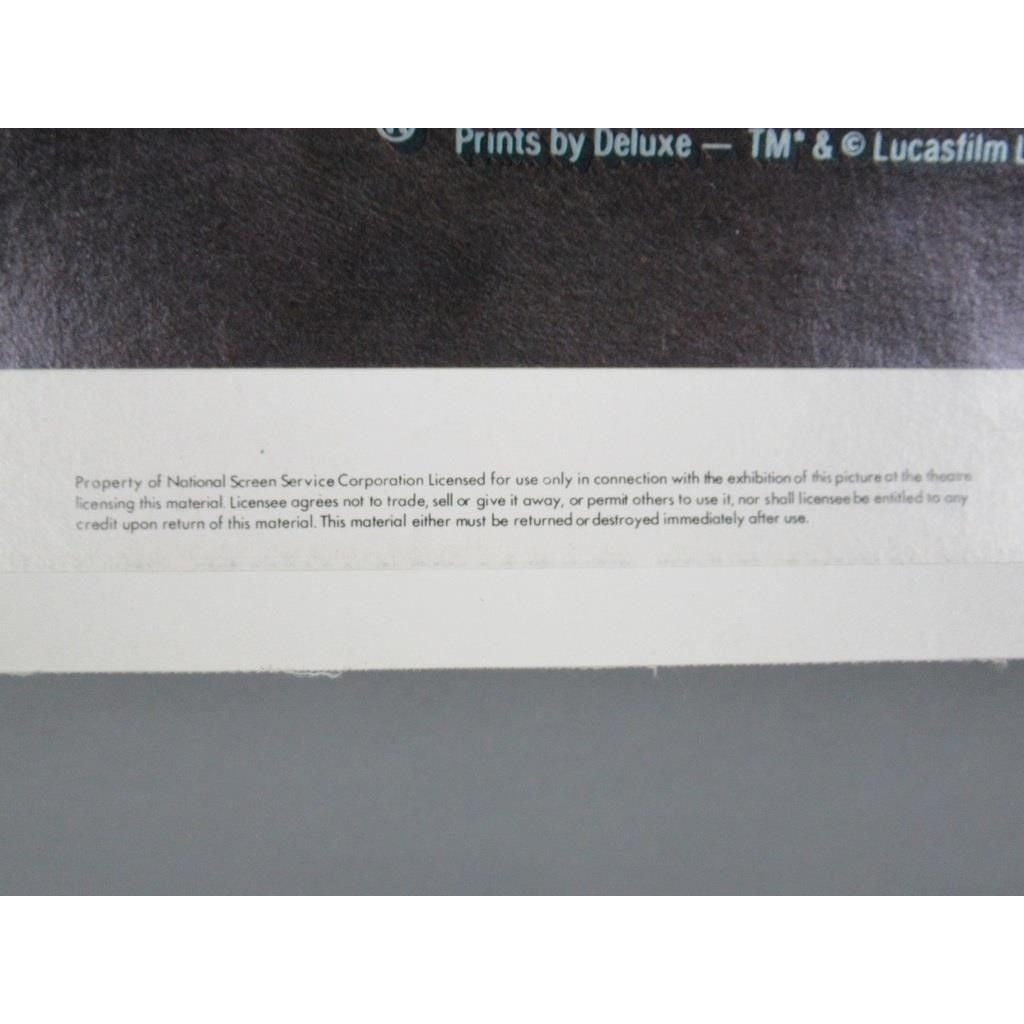 ® Prints by Deluxe — TM* & © Lucasfilm
Property of National Screen Service Corporation Licensed for use only in connection with the exhibition of this picture at the theatre
licensing this material. Licensee agrees not to trade, sell or give it away, or permit others to use it, nor shall licensee be entitled to any
credit upon return of this material. This material either must be returned or destroyed immediately after use.